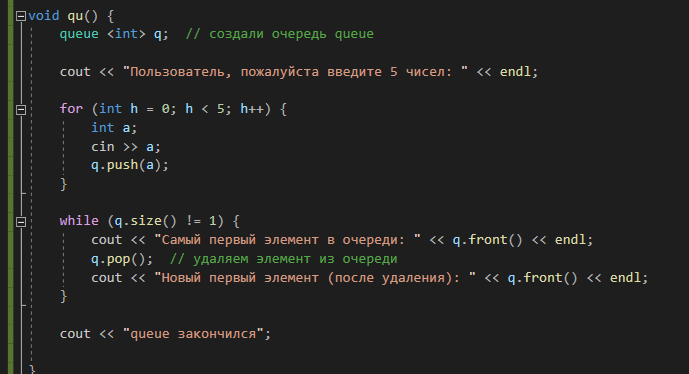 void qu() {
queue <int> q;  // создали очередь queue
cout << "Пользователь, пожалуйста введите 5 чисел: " << endl;
for (int h = 0; h < 5; h++) {
int a;
cin >> a;
q.push(a);
}
while (q.size() != 1) {
cout << "Самый первый элемент в очереди: " << q.front() << endl;
q.pop();  // удаляем элемент из очереди
cout << "Новый первый элемент (после удаления): " << q.front() << endl;
}
cout << "queue закончился";
}